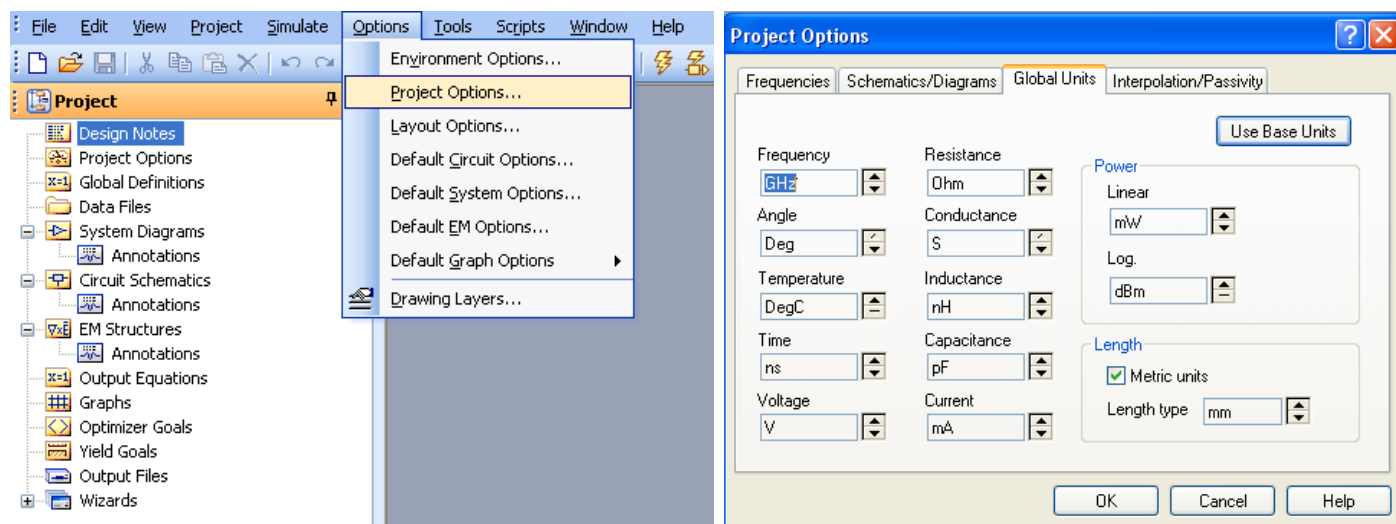 File Edit View Project Simulate Options Tools Scripts Window Help
Environment Options...
Project Options...
Layout Options...
Default Circuit Options...
Default System Options...
Default EM Options...
Default Graph Options
Drawing Layers...
Project
Design Notes
Project Options
x=1 Global Definitions
Data Files
System Diagrams
Annotations
Circuit Schematics
Annotations
∇xE EM Structures
Annotations
x=1 Output Equations
Graphs
Optimizer Goals
Yield Goals
Output Files
Wizards
Project Options
Frequencies Schematics/Diagrams Global Units Interpolation/Passivity
Use Base Units
Frequency
GHz
Angle
Deg
Temperature
DegC
Time
ns
Voltage
V
Resistance
Ohm
Conductance
S
Inductance
nH
Capacitance
pF
Current
mA
Power
Linear
mW
Log.
dBm
Length
Metric units
Length type mm
OK Cancel Help